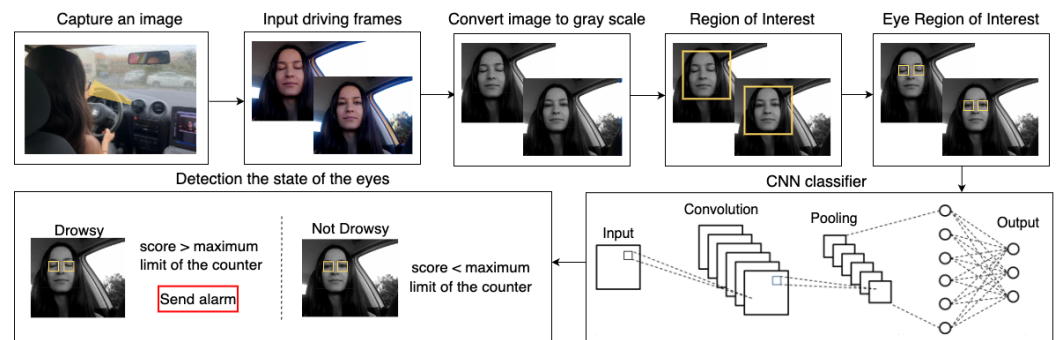 Capture an image
Input driving frames
Convert image to gray scale
Region of Interest
Eye Region of Interest
Detection the state of the eyes
CNN classifier
Drowsy
score > maximum
limit of the counter
Send alarm
Not Drowsy
score < maximum
limit of the counter
Input
Convolution
Pooling
Output